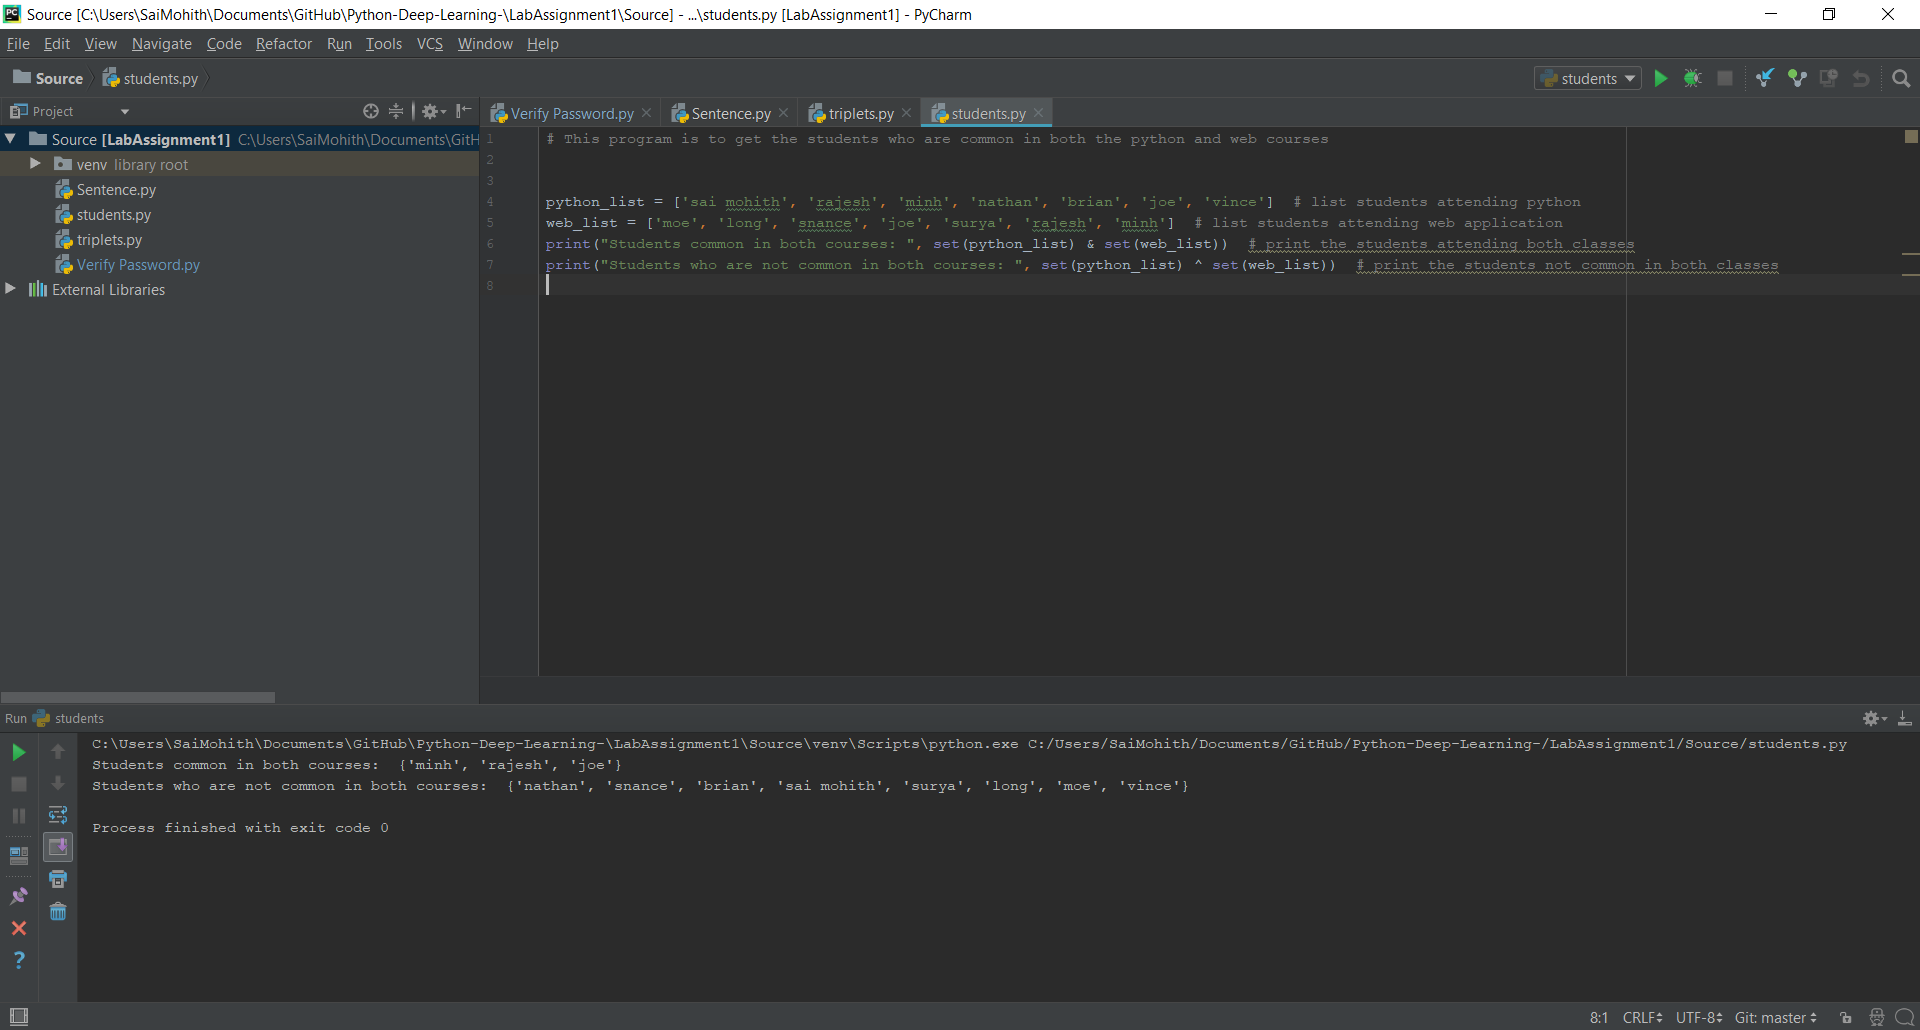 Source [C:\Users\SaiMohith\Documents\GitHub\Python-Deep-Learning-\LabAssignment1\Source] - ...\students.py [LabAssignment1] - PyCharm
File Edit View Navigate Code Refactor Run Tools VCS Window Help
Source students.py students
Project
Verify Password.py Sentence.py triplets.py students.py
Source [LabAssignment1] C:\Users\SaiMohith\Documents\GitH
venv library root
Sentence.py
students.py
triplets.py
Verify Password.py
External Libraries
1 # This program is to get the students who are common in both the python and web courses
2
3
4 python_list = ['sai mohith', 'rajesh', 'minh', 'nathan', 'brian', 'joe', 'vince']  # list students attending python
5 web_list = ['moe', 'long', 'snance', 'joe', 'surya', 'rajesh', 'minh']  # list students attending web application
6 print("Students common in both courses: ", set(python_list) & set(web_list))  # print the students attending both classes
7 print("Students who are not common in both courses: ", set(python_list) ^ set(web_list))  # print the students not common in both classes
8
Run students
C:\Users\SaiMohith\Documents\GitHub\Python-Deep-Learning-\LabAssignment1\Source\venv\Scripts\python.exe C:/Users/SaiMohith/Documents/GitHub/Python-Deep-Learning-/LabAssignment1/Source/students.py
Students common in both courses:  {'minh', 'rajesh', 'joe'}
Students who are not common in both courses:  {'nathan', 'snance', 'brian', 'sai mohith', 'surya', 'long', 'moe', 'vince'}
Process finished with exit code 0
8:1 CRLF UTF-8 Git: master